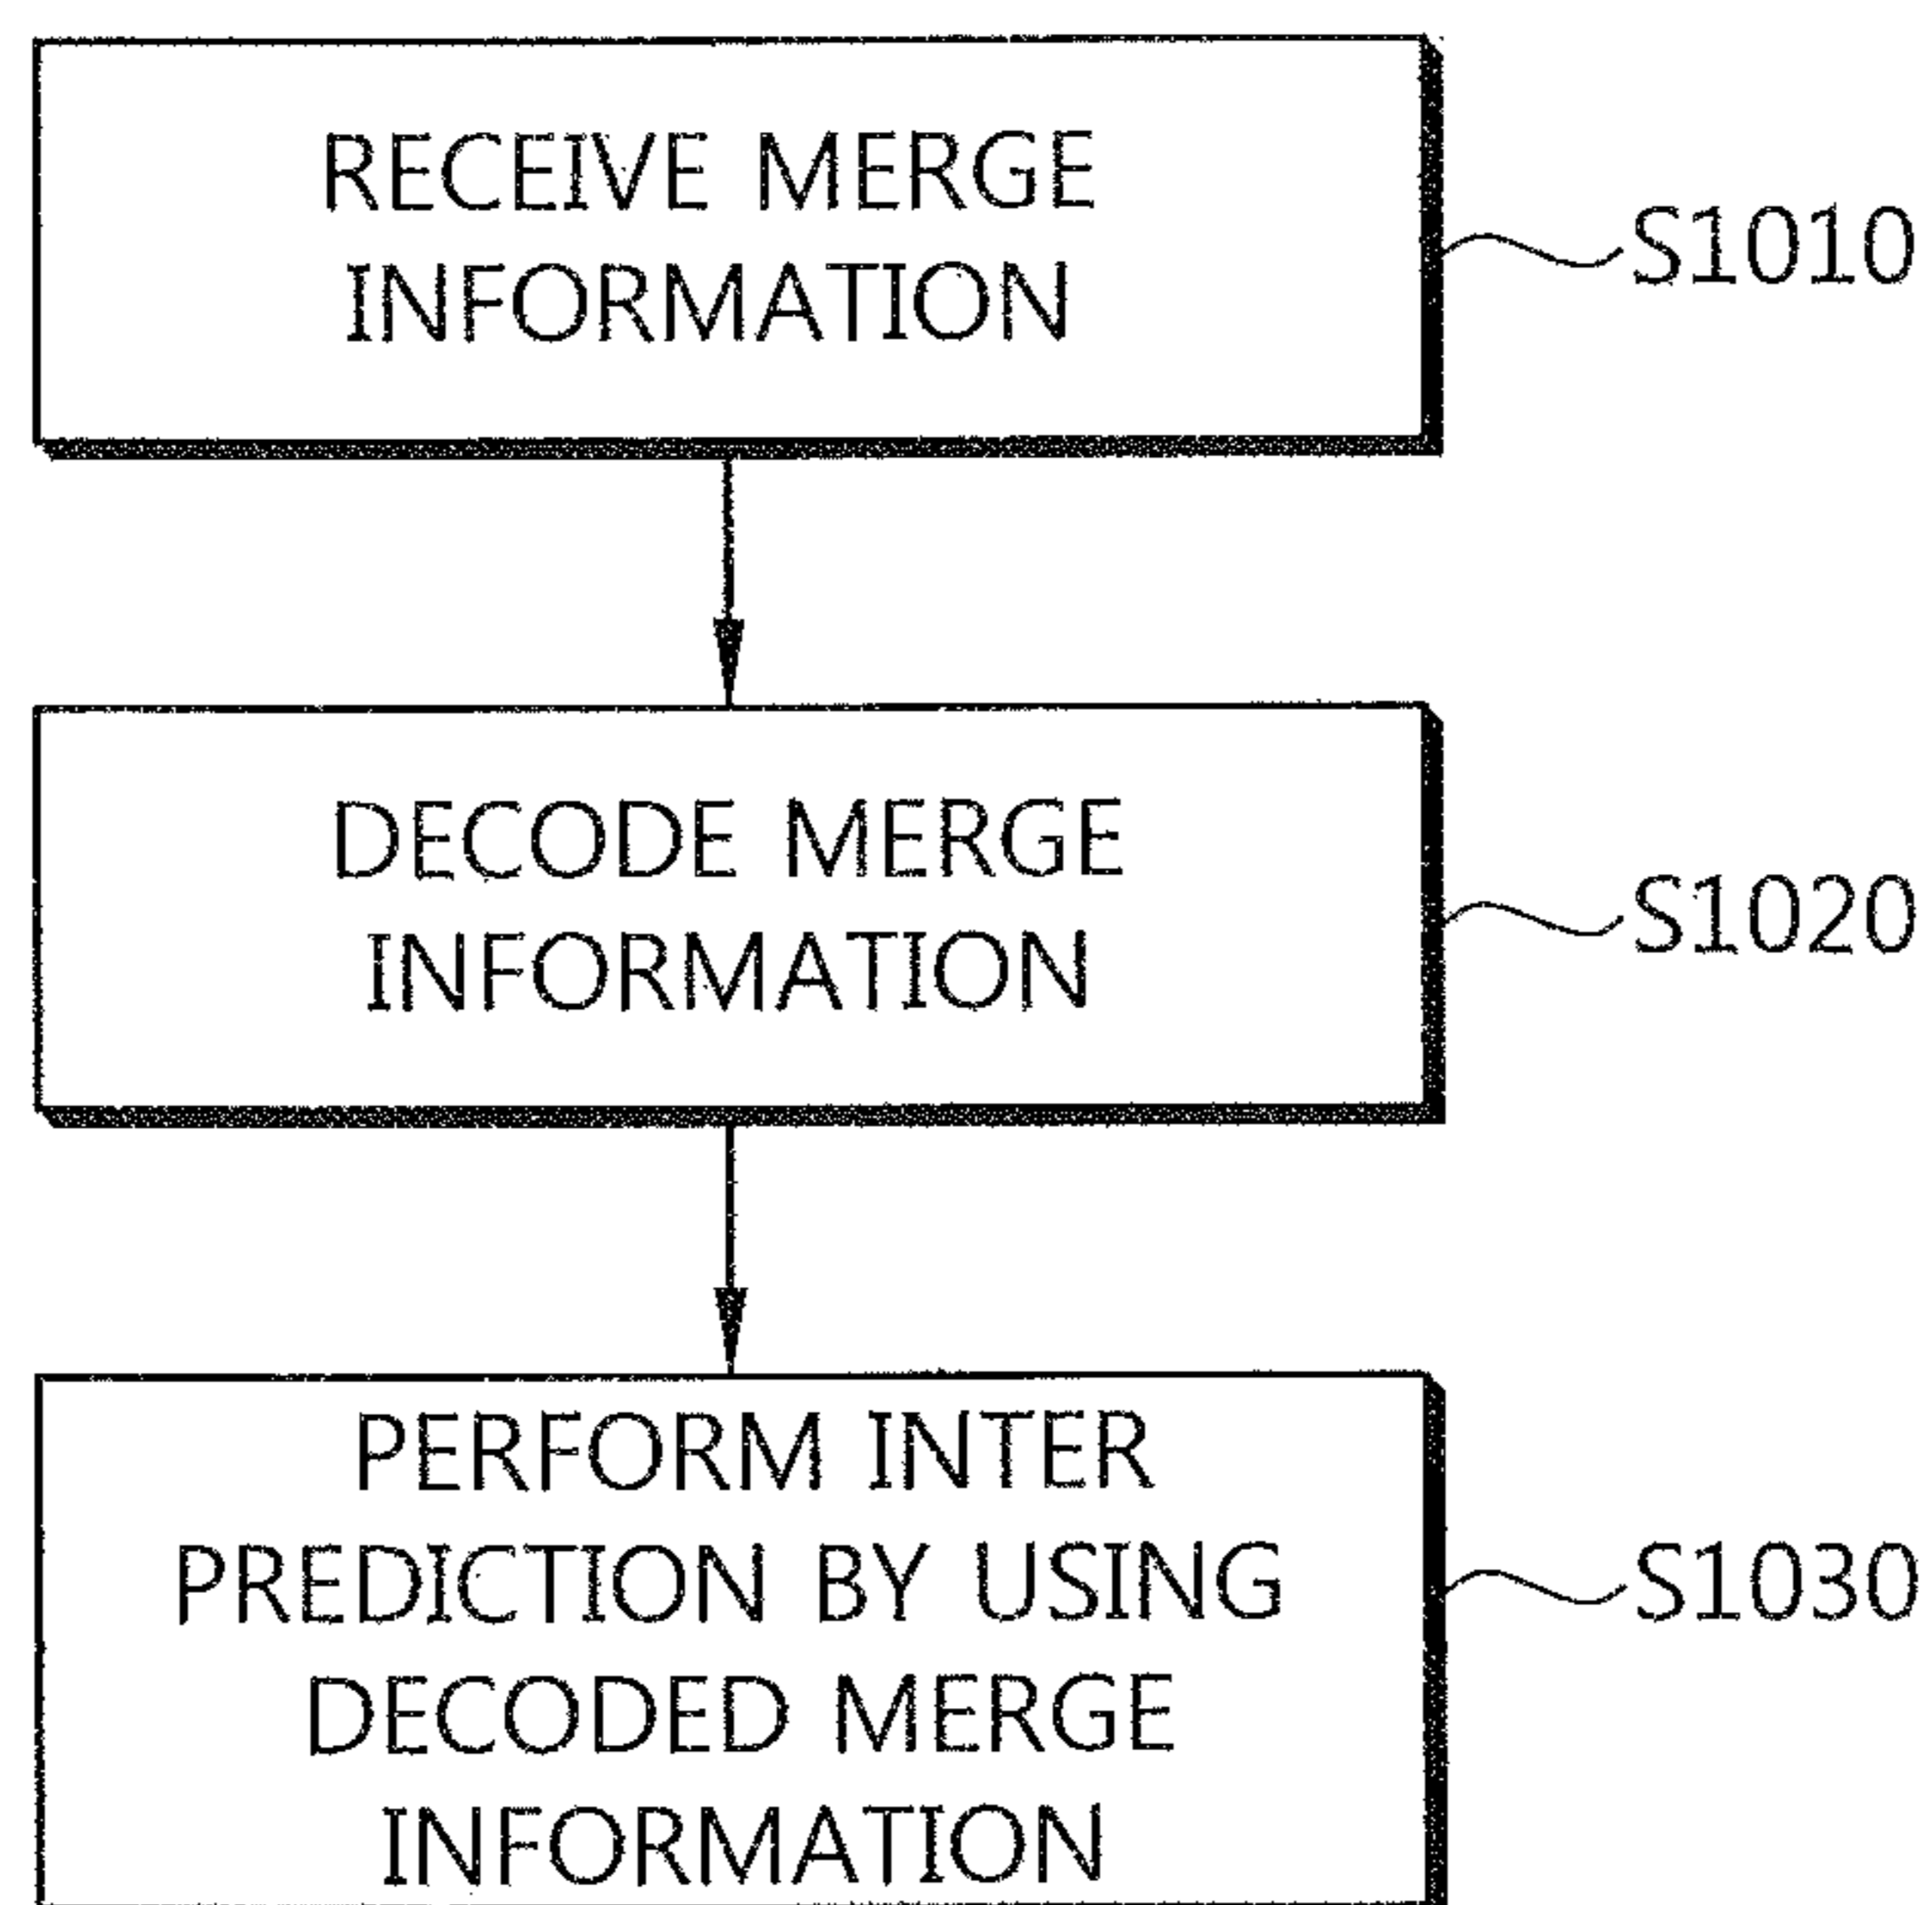 RECEIVE MERGE
INFORMATION
S1010
DECODE MERGE
INFORMATION
S1020
PERFORM INTER
PREDICTION BY USING
DECODED MERGE
INFORMATION
S1030